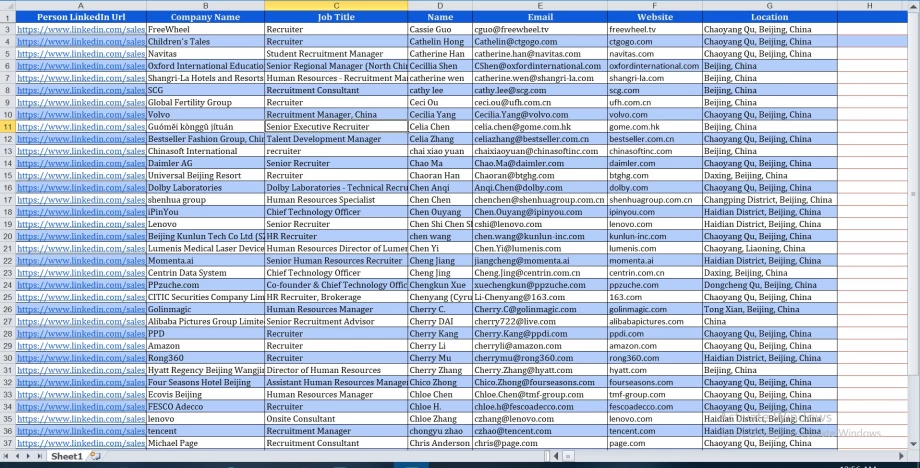 A B C D E F G H
1 Person LinkedIn Url Company Name Job Title Name Email Website Location
3 https://www.linkedin.com/sales FreeWheel Recruiter Cassie Guo cguo@freewheel.tv freewheel.tv Chaoyang Qu, Beijing, China
4 https://www.linkedin.com/sales Children's Tales Recruiter Cathelin Hong Cathelin@ctgogo.com ctgogo.com Chaoyang Qu, Beijing, China
5 https://www.linkedin.com/sales Navitas Student Recruitment Manager Catherine Han catherine.han@navitas.com navitas.com Chaoyang Qu, Beijing, China
6 https://www.linkedin.com/sales Oxford International Educatio Senior Regional Manager (North Chin Cecillia Shen CShen@oxfordinternational.com oxfordinternational.com Beijing, China
7 https://www.linkedin.com/sales Shangri-La Hotels and Resorts Human Resources - Recruitment Ma catherine wen catherine.wen@shangri-la.com shangri-la.com Beijing, China
8 https://www.linkedin.com/sales SCG Recruitment Consultant cathy lee cathy.lee@scg.com scg.com Beijing, China
9 https://www.linkedin.com/sales Global Fertility Group Recruiter Ceci Ou ceci.ou@ufh.com.cn ufh.com.cn Beijing, China
10 https://www.linkedin.com/sales Volvo Recruitment Manager, China Cecilia Yang Cecilia.Yang@volvo.com volvo.com Chaoyang Qu, Beijing, China
11 https://www.linkedin.com/sales Guóměi kònggǔ jítuán Senior Executive Recruiter Celia Chen celia.chen@gome.com.hk gome.com.hk Beijing, China
12 https://www.linkedin.com/sales Bestseller Fashion Group, Chin Talent Development Manager Celia Zhang celiazhang@bestseller.com.cn bestseller.com.cn Chaoyang Qu, Beijing, China
13 https://www.linkedin.com/sales Chinasoft International recruiter chai xiao yuan chaixiaoyuan@chinasoftinc.com chinasoftinc.com Beijing, China
14 https://www.linkedin.com/sales Daimler AG Senior Recruiter Chao Ma Chao.Ma@daimler.com daimler.com Chaoyang Qu, Beijing, China
15 https://www.linkedin.com/sales Universal Beijing Resort Recruiter Chaoran Han Chaoran@btghg.com btghg.com Daxing, Beijing, China
16 https://www.linkedin.com/sales Dolby Laboratories Dolby Laboratories - Technical Recru Chen Anqi Anqi.Chen@dolby.com dolby.com Chaoyang Qu, Beijing, China
17 https://www.linkedin.com/sales shenhua group Human Resources Specialist Chen Chen chenchen@shenhuagroup.com.cn shenhuagroup.com.cn Changping District, Beijing, China
18 https://www.linkedin.com/sales iPinYou Chief Technology Officer Chen Ouyang Chen.Ouyang@ipinyou.com ipinyou.com Haidian District, Beijing, China
19 https://www.linkedin.com/sales Lenovo Senior Recruiter Chen Shi Chen S cshi@lenovo.com lenovo.com Haidian District, Beijing, China
20 https://www.linkedin.com/sales Beijing Kunlun Tech Co Ltd (SZ HR Recruiter chen wang chen.wang@kunlun-inc.com kunlun-inc.com Chaoyang Qu, Beijing, China
21 https://www.linkedin.com/sales Lumenis Medical Laser Device Human Resources Director of Lumen Chen Yi Chen.Yi@lumenis.com lumenis.com Chaoyang, Liaoning, China
22 https://www.linkedin.com/sales Momenta.ai Senior Human Resources Recruiter Cheng Jiang jiangcheng@momenta.ai momenta.ai Haidian District, Beijing, China
23 https://www.linkedin.com/sales Centrin Data System Chief Technology Officer Cheng Jing Cheng.Jing@centrin.com.cn centrin.com.cn Daxing, Beijing, China
24 https://www.linkedin.com/sales PPzuche.com Co-founder & Chief Technology Offic Chengkun Xue xuechengkun@ppzuche.com ppzuche.com Dongcheng Qu, Beijing, China
25 https://www.linkedin.com/sales CITIC Securities Company Lim HR Recruiter, Brokerage Chenyang (Cyru Li-Chenyang@163.com 163.com Chaoyang Qu, Beijing, China
26 https://www.linkedin.com/sales Golinmagic Human Resources Manager Cherry C. Cherry.C@golinmagic.com golinmagic.com Tong Xian, Beijing, China
27 https://www.linkedin.com/sales Alibaba Pictures Group Limite Senior Recruitment Advisor Cherry DAI cherry722@live.com alibabapictures.com China
28 https://www.linkedin.com/sales PPD Recruiter Cherry Kang Cherry.Kang@ppdi.com ppdi.com Chaoyang Qu, Beijing, China
29 https://www.linkedin.com/sales Amazon Recruiter Cherry Li cherryli@amazon.com amazon.com Chaoyang Qu, Beijing, China
30 https://www.linkedin.com/sales Rong360 Recruiter Cherry Mu cherrymu@rong360.com rong360.com Haidian District, Beijing, China
31 https://www.linkedin.com/sales Hyatt Regency Beijing Wangji Director of Human Resources Cherry Zhang Cherry.Zhang@hyatt.com hyatt.com Beijing, China
32 https://www.linkedin.com/sales Four Seasons Hotel Beijing Assistant Human Resources Manage Chico Zhong Chico.Zhong@fourseasons.com fourseasons.com Chaoyang Qu, Beijing, China
33 https://www.linkedin.com/sales Ecovis Beijing Human Resources Manager Chloe Chen Chloe.Chen@tmf-group.com tmf-group.com Chaoyang Qu, Beijing, China
34 https://www.linkedin.com/sales FESCO Adecco Recruiter Chloe H. chloe.h@fescoadecco.com fescoadecco.com Chaoyang Qu, Beijing, China
35 https://www.linkedin.com/sales lenovo Onsite Consultant Chloe Zhang czhang@lenovo.com lenovo.com Haidian District, Beijing, China
36 https://www.linkedin.com/sales tencent Recruitment Manager chongyu zhao czhao@tencent.com tencent.com Haidian District, Beijing, China
37 https://www.linkedin.com/sales Michael Page Recruitment Consultant Chris Anderson chris@page.com page.com Chaoyang Qu, Beijing, China
Sheet1